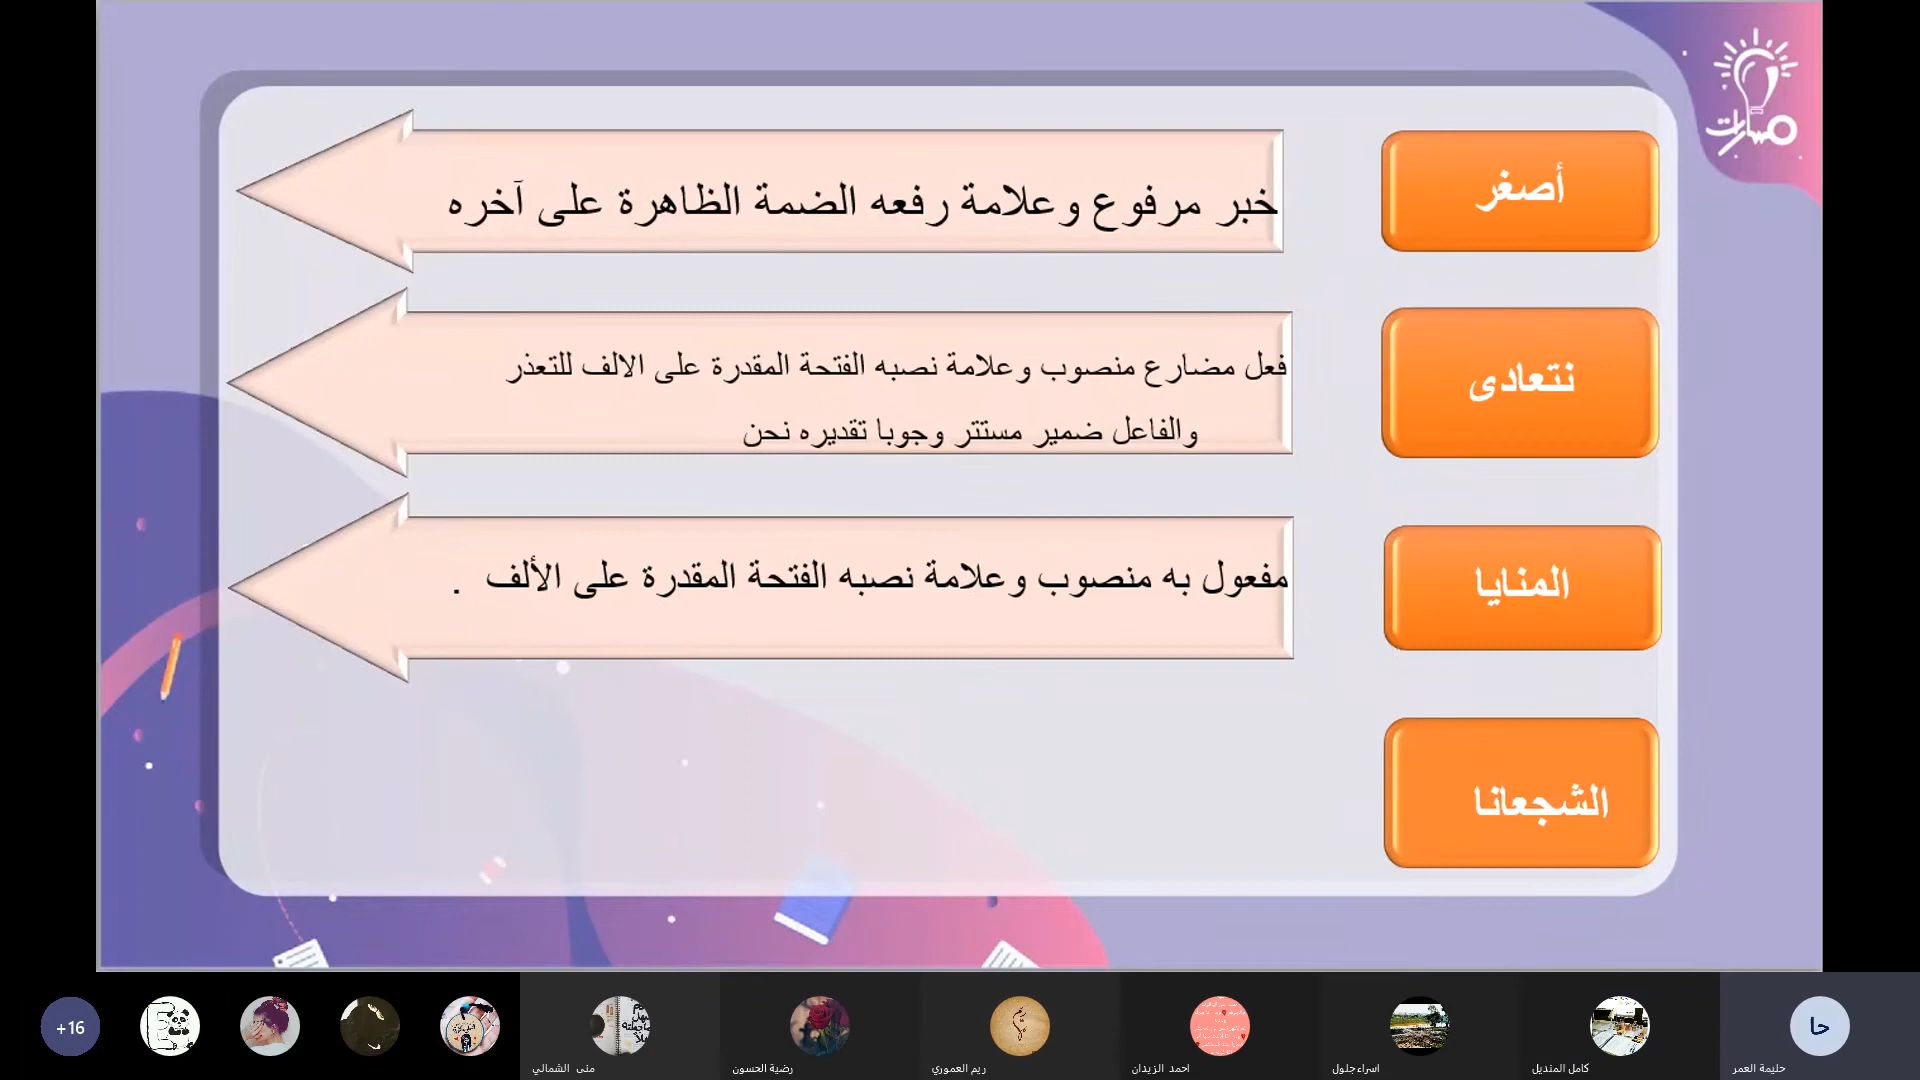 مسارات
أصغر
خبر مرفوع وعلامة رفعه الضمة الظاهرة على آخره
نتعادى
فعل مضارع منصوب وعلامة نصبه الفتحة المقدرة على الالف للتعذر
والفاعل ضمير مستتر وجوبا تقديره نحن
المنايا
مفعول به منصوب وعلامة نصبه الفتحة المقدرة على الألف .
الشجعانا
+16
حا
منى الشمالي
رضية الحسون
ريم العموري
احمد الزيدان
اسراء جلول
كامل المنديل
حليمة العمر